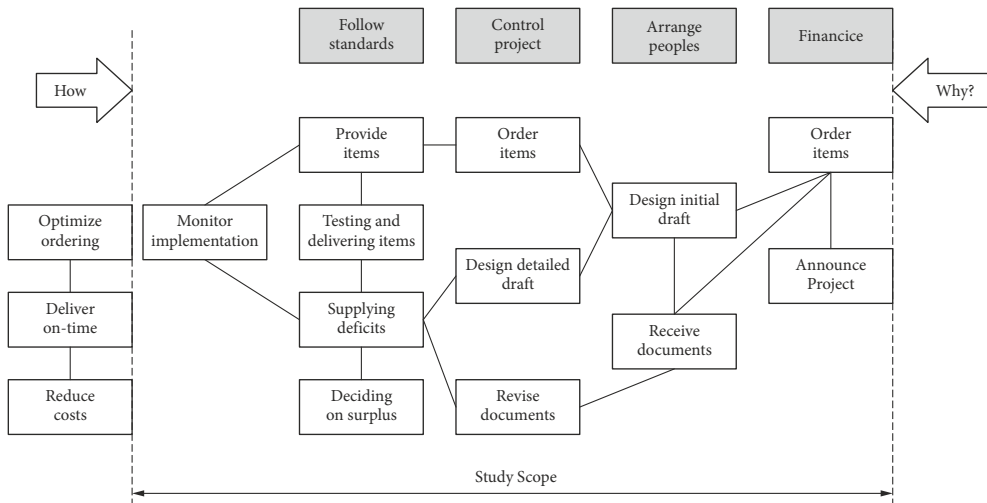 Follow
standards
Control
project
Arrange
peoples
Financice
How
Why?
Provide
items
Order
items
Order
items
Design initial
draft
Optimize
ordering
Monitor
implementation
Testing and
delivering items
Design detailed
draft
Announce
Project
Deliver
on-time
Supplying
deficits
Receive
documents
Reduce
costs
Deciding
on surplus
Revise
documents
Study Scope